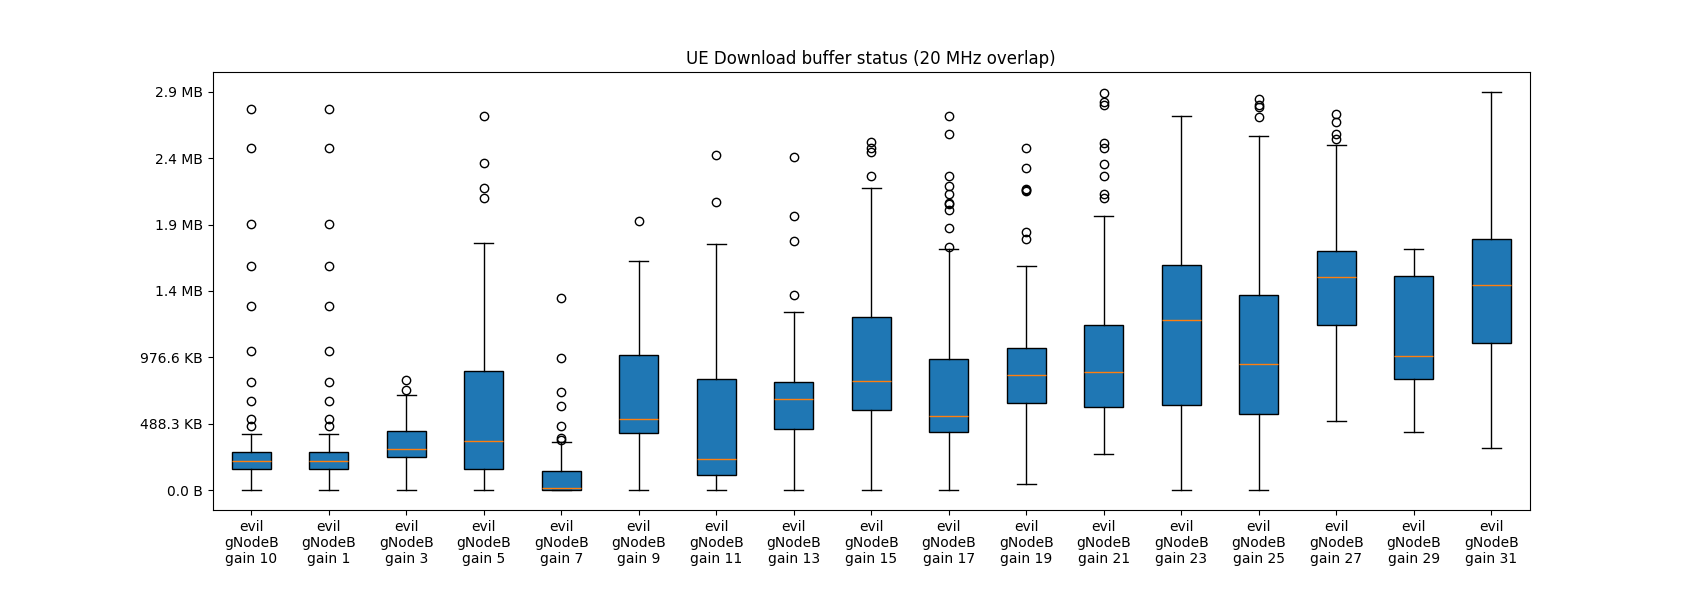 UE Download buffer status (20 MHz overlap)
2.9 MB
2.4 MB
1.9 MB
1.4 MB
976.6 KB
488.3 KB
0.0 B
evil
gNodeB
gain 10
evil
gNodeB
gain 1
evil
gNodeB
gain 3
evil
gNodeB
gain 5
evil
gNodeB
gain 7
evil
gNodeB
gain 9
evil
gNodeB
gain 11
evil
gNodeB
gain 13
evil
gNodeB
gain 15
evil
gNodeB
gain 17
evil
gNodeB
gain 19
evil
gNodeB
gain 21
evil
gNodeB
gain 23
evil
gNodeB
gain 25
evil
gNodeB
gain 27
evil
gNodeB
gain 29
evil
gNodeB
gain 31